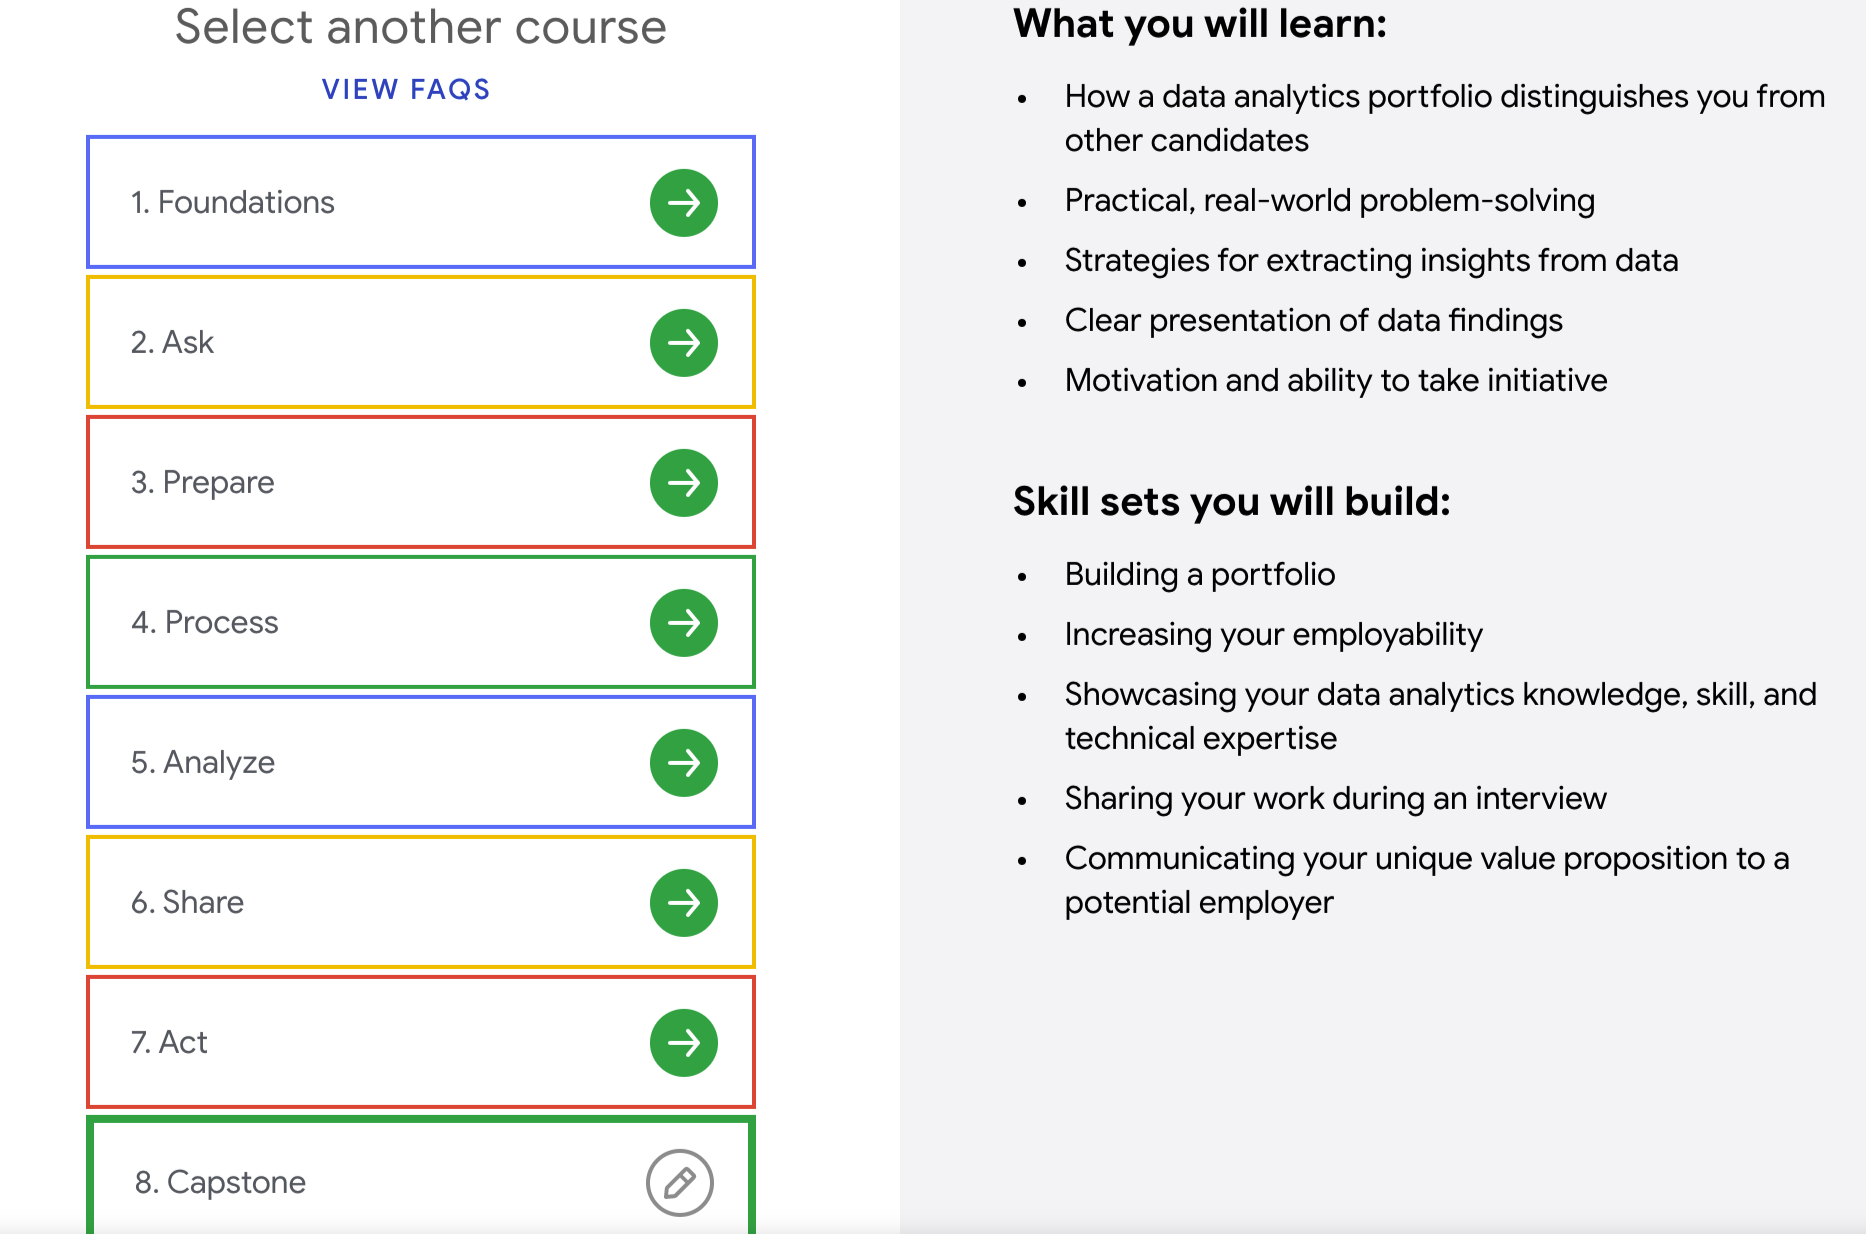 Select another course
VIEW FAQS
1. Foundations
2. Ask
3. Prepare
4. Process
5. Analyze
6. Share
7. Act
8. Capstone
What you will learn:
• How a data analytics portfolio distinguishes you from
other candidates
• Practical, real-world problem-solving
• Strategies for extracting insights from data
• Clear presentation of data findings
• Motivation and ability to take initiative
Skill sets you will build:
• Building a portfolio
• Increasing your employability
• Showcasing your data analytics knowledge, skill, and
technical expertise
• Sharing your work during an interview
• Communicating your unique value proposition to a
potential employer